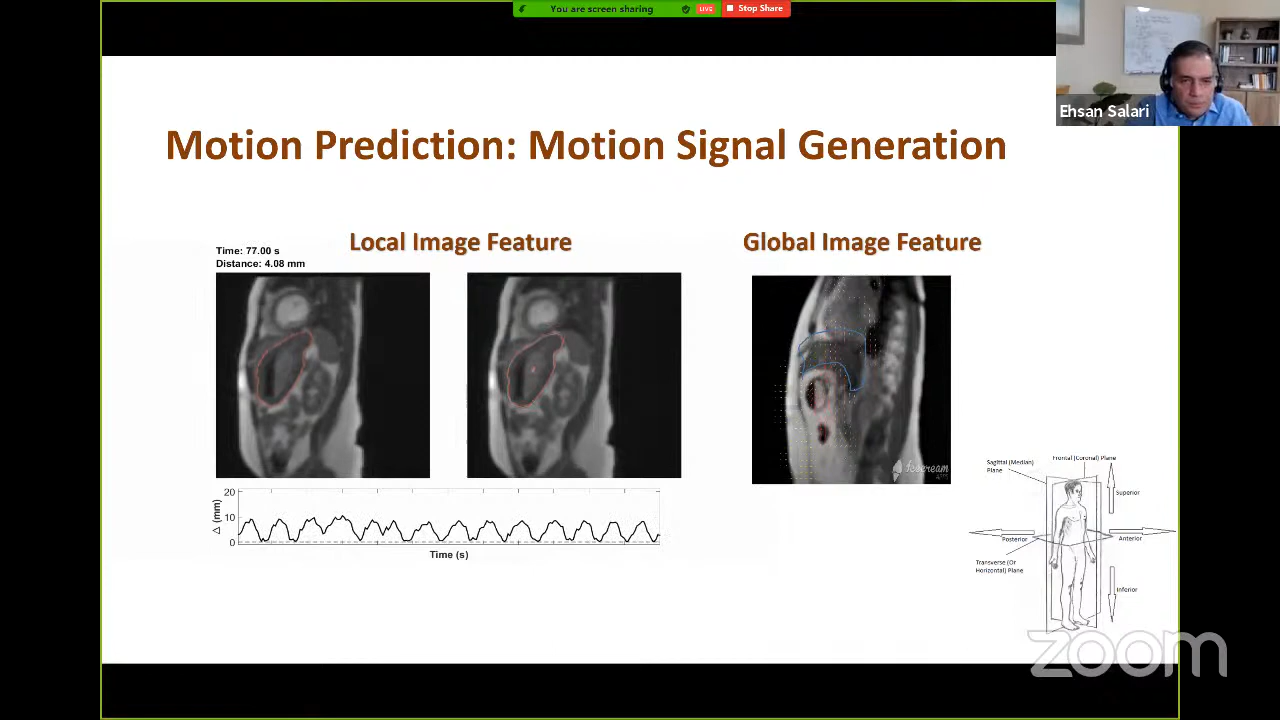 You are screen sharing
LIVE
Stop Share
Ehsan Salari
Motion Prediction: Motion Signal Generation
Local Image Feature
Global Image Feature
Time: 77.00 s
Distance: 4.08 mm
Icecream
APPS
20
10
0
Δ (mm)
Time (s)
Frontal (Coronal) Plane
Sagittal (Median)
Plane
Superior
Posterior
Anterior
Transverse (Or
Horizontal) Plane
Inferior
zoom